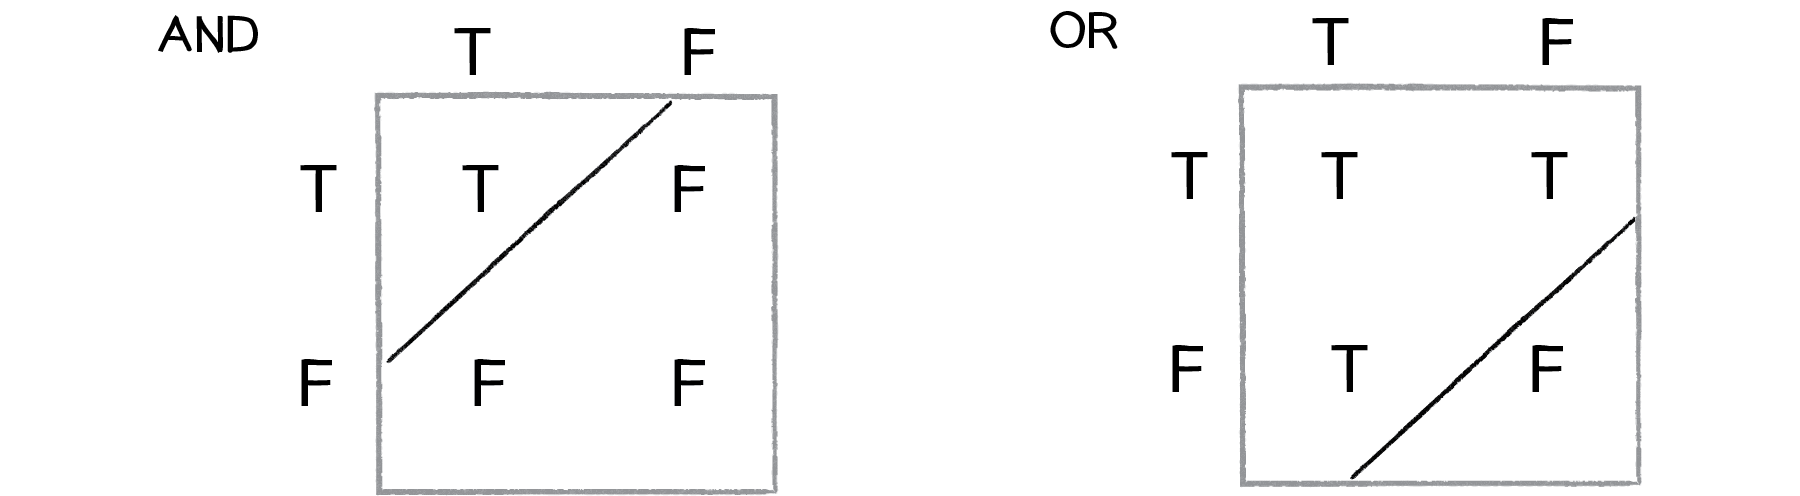 AND T F
T T F
F F F
OR T F
T T T
F T F